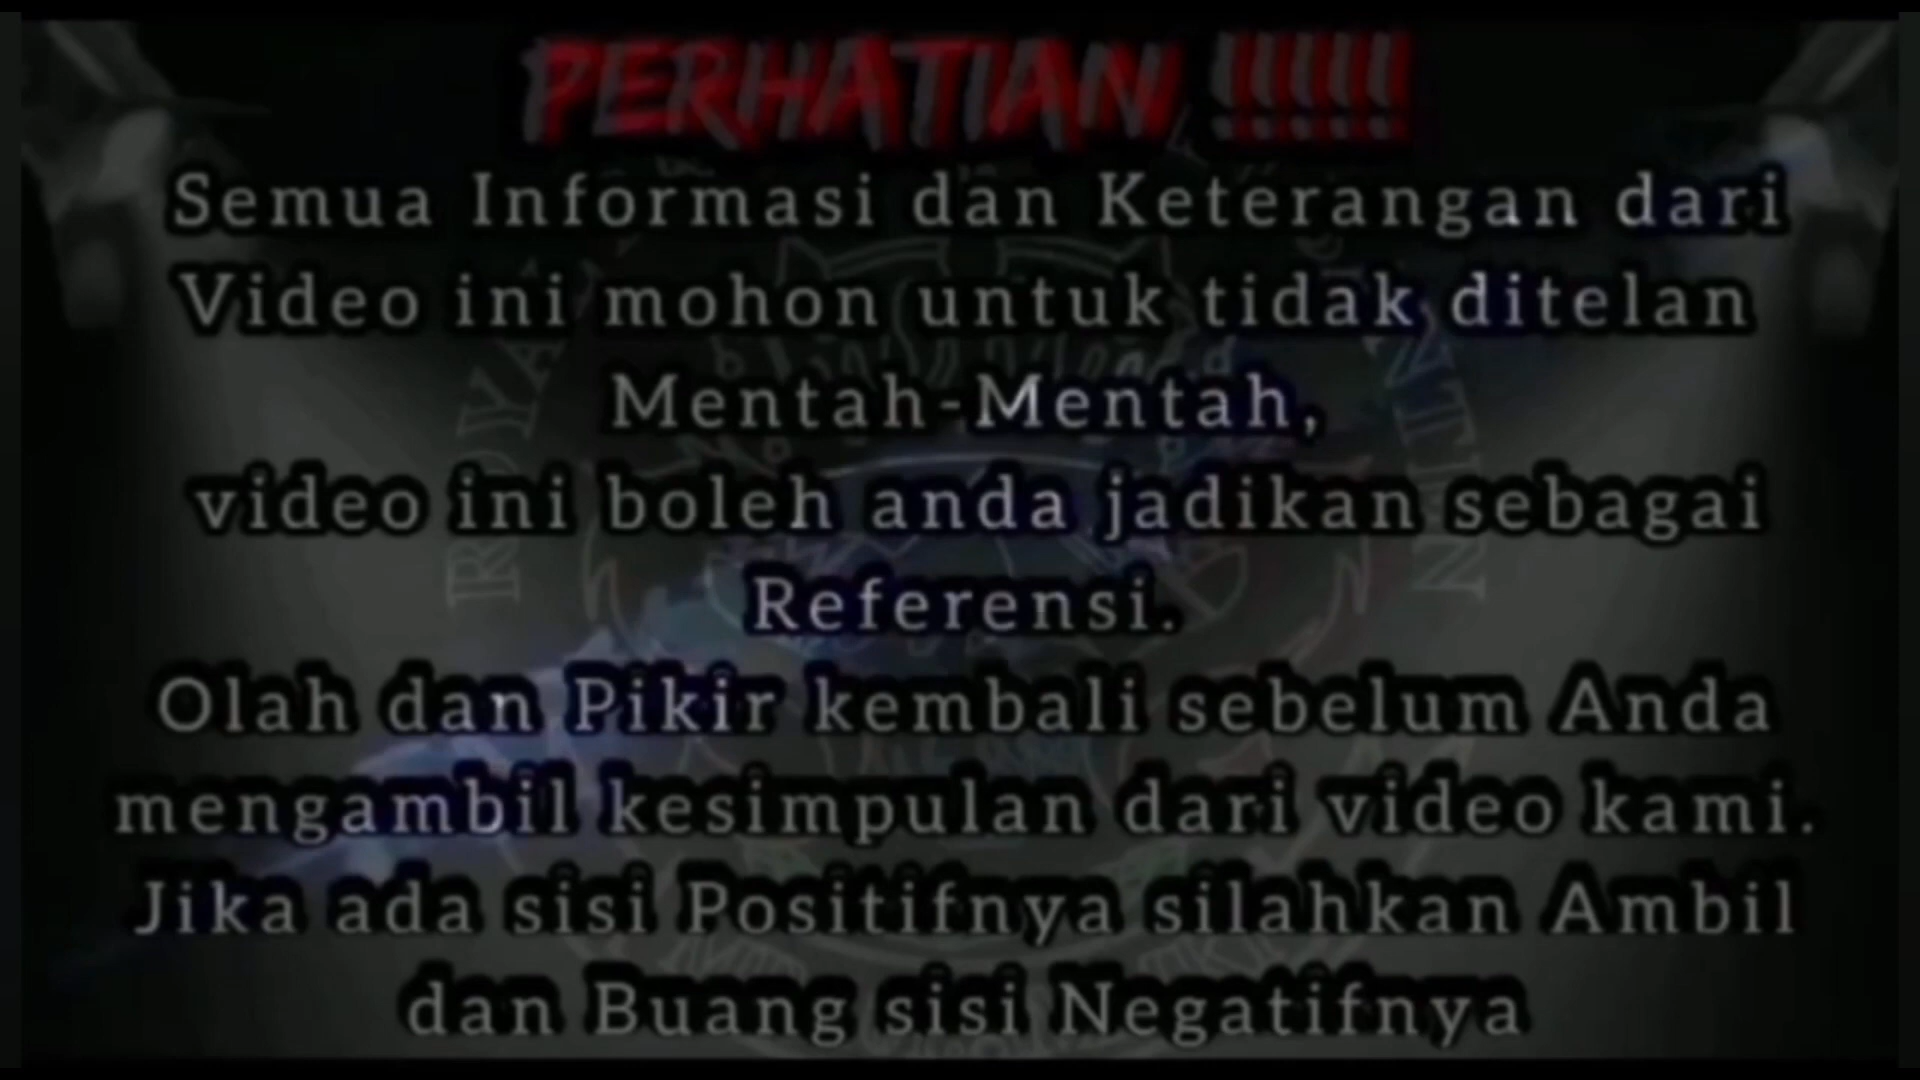 PERHATIAN !!!!!!
Semua Informasi dan Keterangan dari
Video ini mohon untuk tidak ditelan
Mentah-Mentah,
video ini boleh anda jadikan sebagai
Referensi.
Olah dan Pikir kembali sebelum Anda
mengambil kesimpulan dari video kami.
Jika ada sisi Positifnya silahkan Ambil
dan Buang sisi Negatifnya